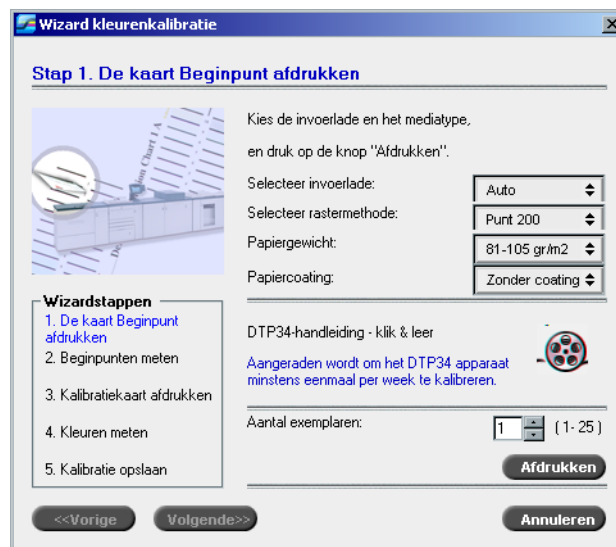 Wizard kleurenkalibratie
Stap 1. De kaart Beginpunt afdrukken
Kies de invoerlade en het mediatype,
en druk op de knop "Afdrukken".
Selecteer invoerlade: Auto
Selecteer rastermethode: Punt 200
Papiergewicht: 81-105 gr/m2
Papiercoating: Zonder coating
Wizardstappen
1. De kaart Beginpunt
afdrukken
2. Beginpunten meten
3. Kalibratiekaart afdrukken
4. Kleuren meten
5. Kalibratie opslaan
DTP34-handleiding - klik & leer
Aangeraden wordt om het DTP34 apparaat
minstens eenmaal per week te kalibreren.
Aantal exemplaren: 1 (1-25)
Afdrukken
<<Vorige Volgende>> Annuleren